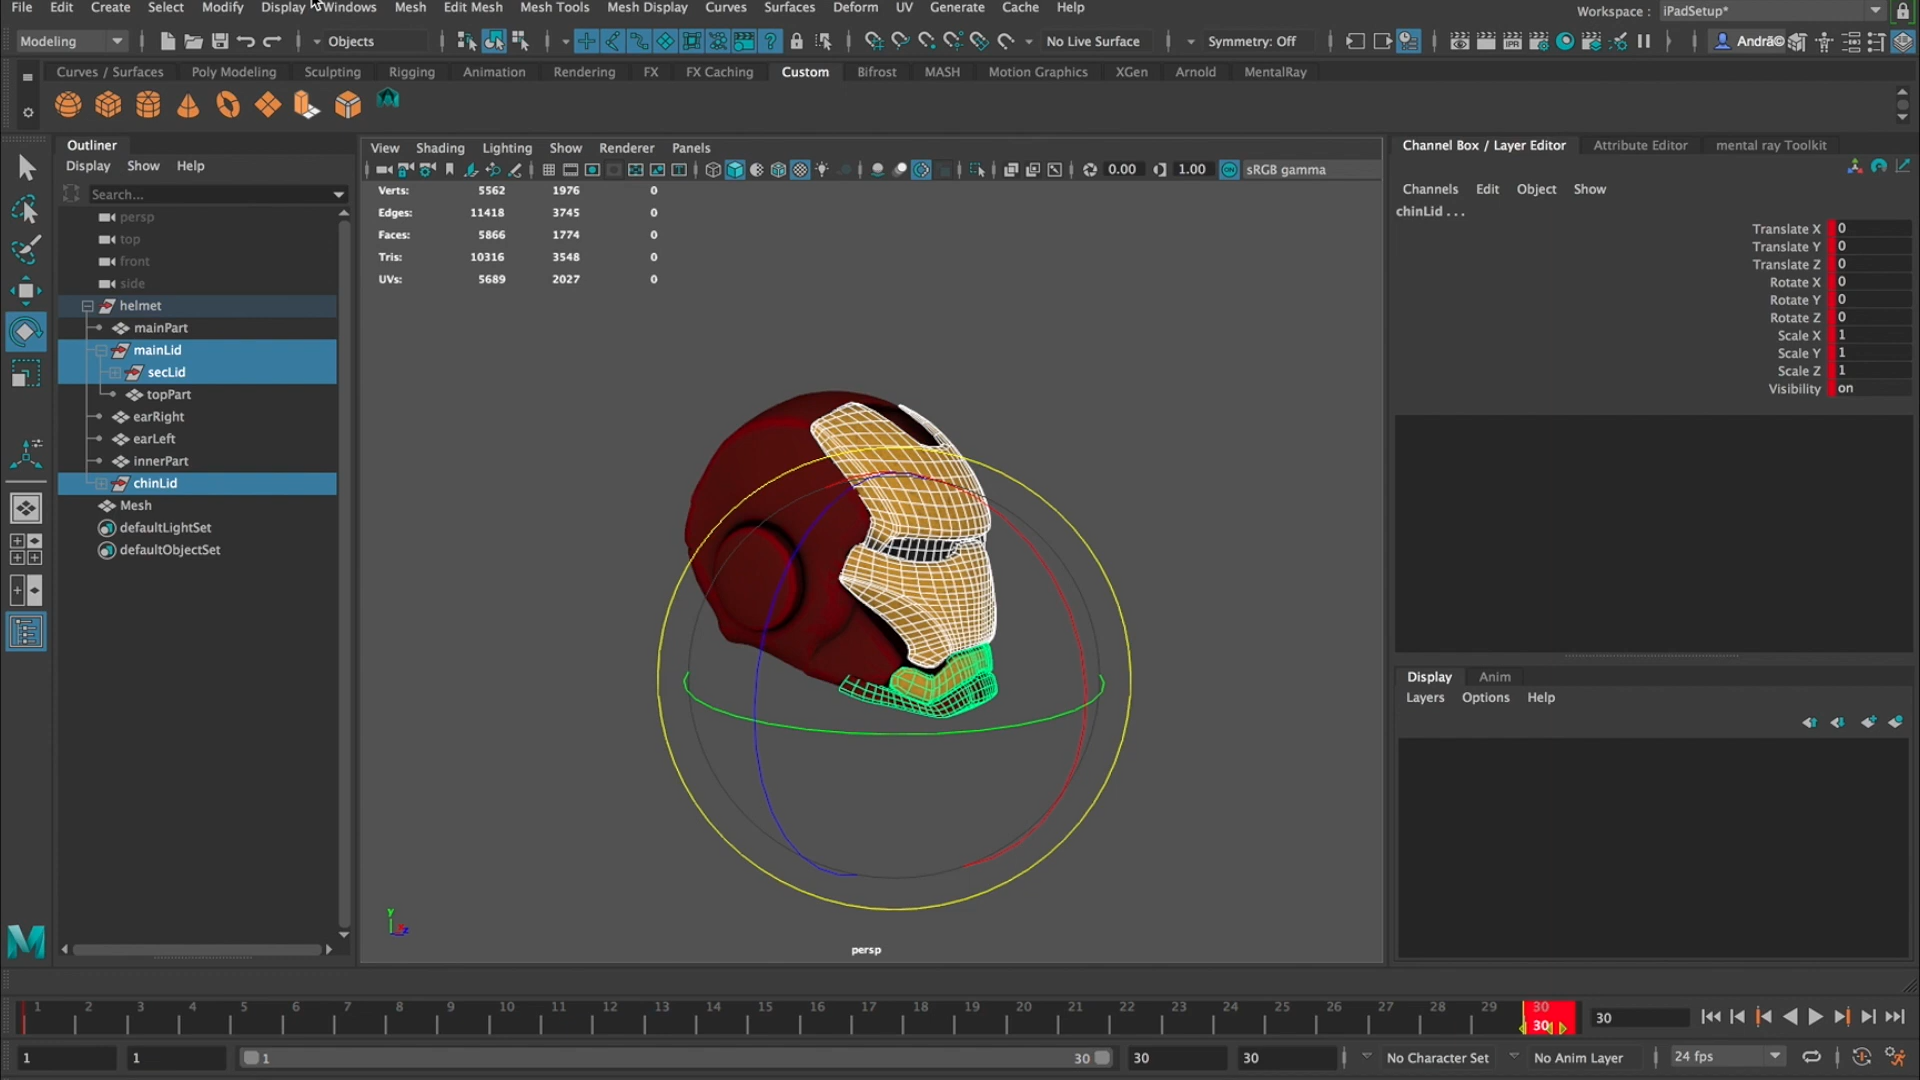 File Edit Create Select Modify Display Windows Mesh Edit Mesh Mesh Tools Mesh Display Curves Surfaces Deform UV Generate Cache Help
Workspace : iPadSetup*
Modeling Objects No Live Surface Symmetry: Off IPR
Curves / Surfaces Poly Modeling Sculpting Rigging Animation Rendering FX FX Caching Custom Bifrost MASH Motion Graphics XGen Arnold MentalRay
Outliner
Display Show Help
Search...
persp
top
front
side
helmet
mainPart
mainLid
secLid
topPart
earRight
earLeft
innerPart
chinLid
Mesh
defaultLightSet
defaultObjectSet
View Shading Lighting Show Renderer Panels
0.00 1.00 sRGB gamma
Verts: 5562 1976 0
Edges: 11418 3745 0
Faces: 5866 1774 0
Tris: 10316 3548 0
UVs: 5689 2027 0
persp
Channel Box / Layer Editor Attribute Editor mental ray Toolkit
Channels Edit Object Show
chinLid . . .
Translate X 0
Translate Y 0
Translate Z 0
Rotate X 0
Rotate Y 0
Rotate Z 0
Scale X 1
Scale Y 1
Scale Z 1
Visibility on
Display Anim
Layers Options Help
1 2 3 4 5 6 7 8 9 10 11 12 13 14 15 16 17 18 19 20 21 22 23 24 25 26 27 28 29 30
30 30
1 1 1 30 30 30 No Character Set No Anim Layer 24 fps